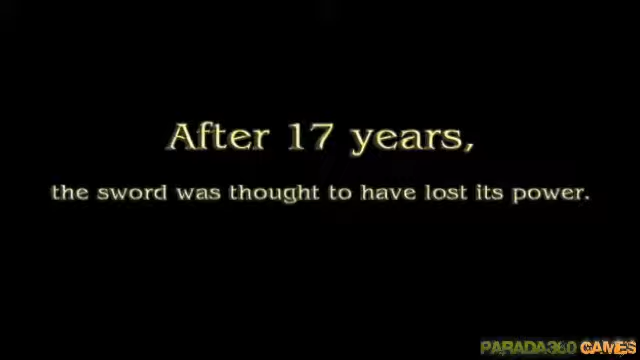 After 17 years,
the sword was thought to have lost its power.
PARADA360 GAMES